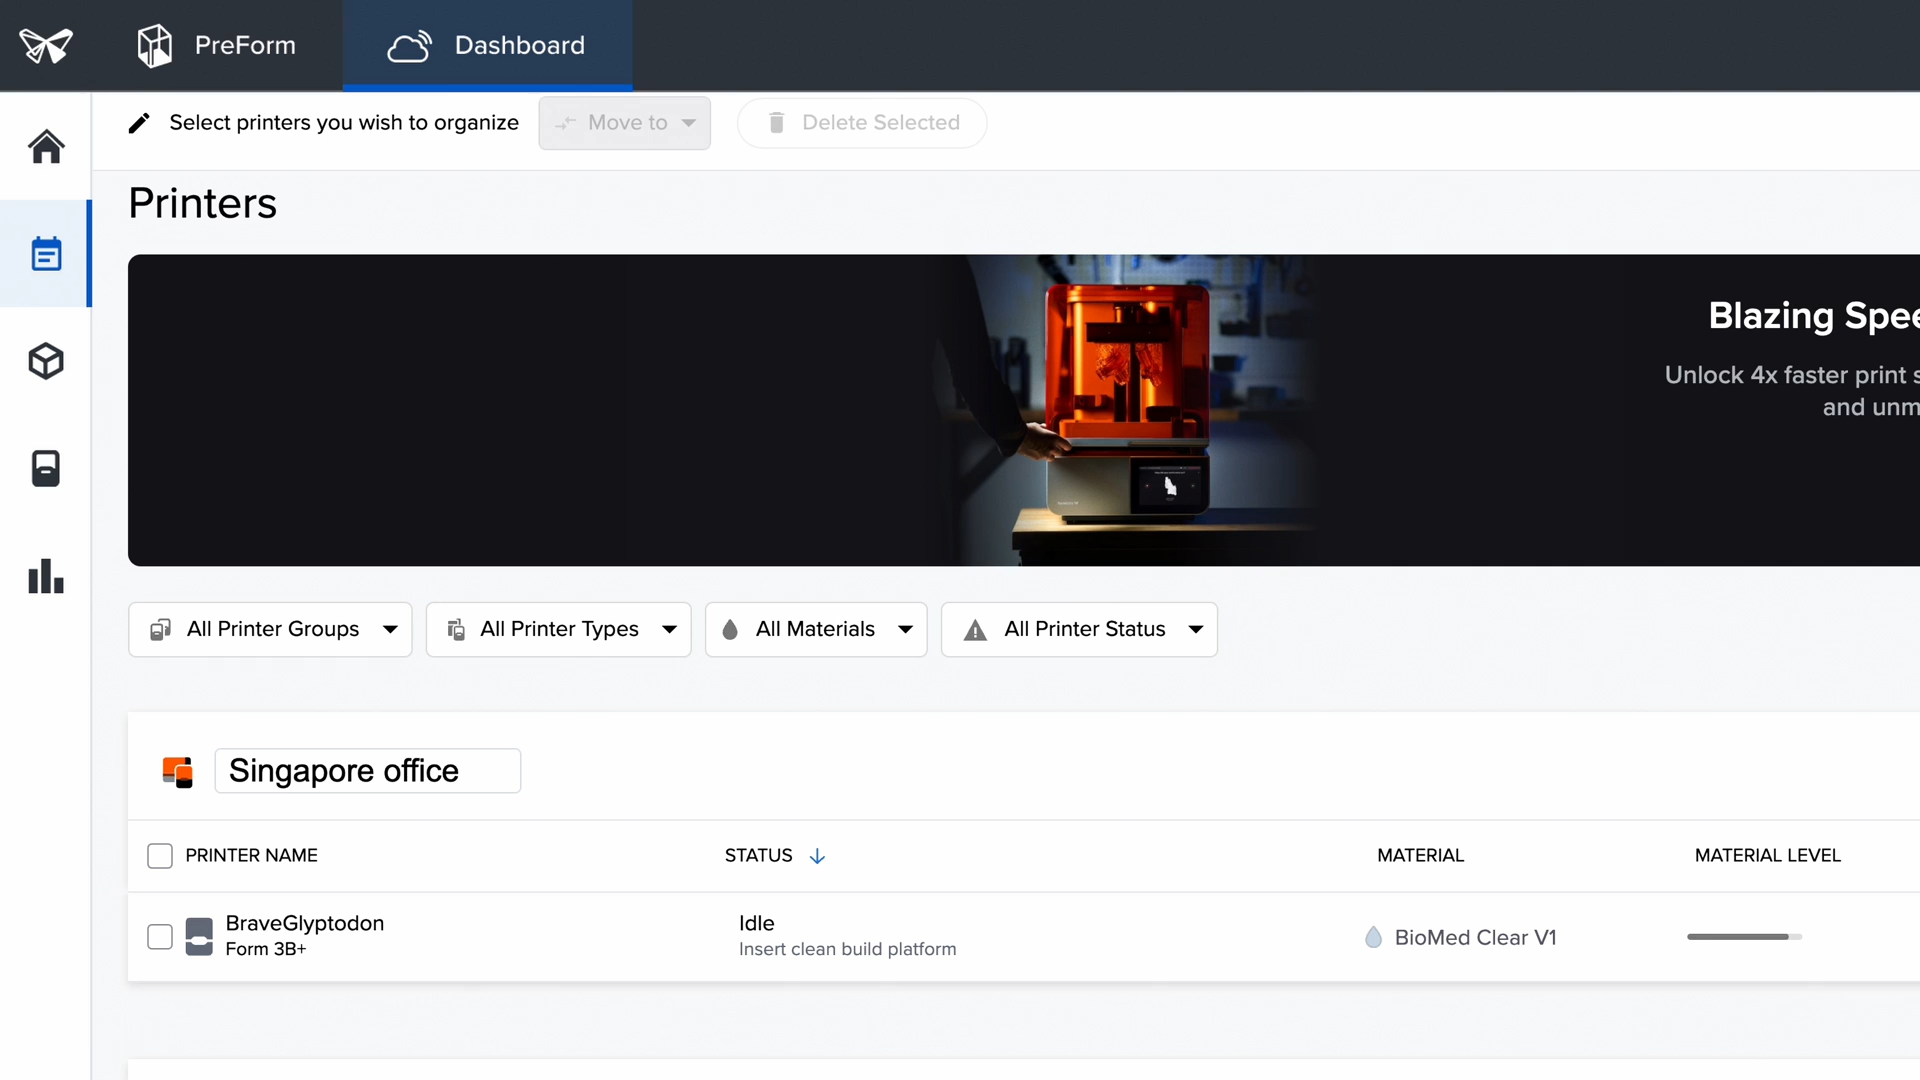 PreForm
Dashboard
Select printers you wish to organize
Move to
Delete Selected
Printers
Blazing Spee
Unlock 4x faster print s
and unm
All Printer Groups
All Printer Types
All Materials
All Printer Status
Singapore office
PRINTER NAME
STATUS
MATERIAL
MATERIAL LEVEL
BraveGlyptodon
Form 3B+
Idle
Insert clean build platform
BioMed Clear V1